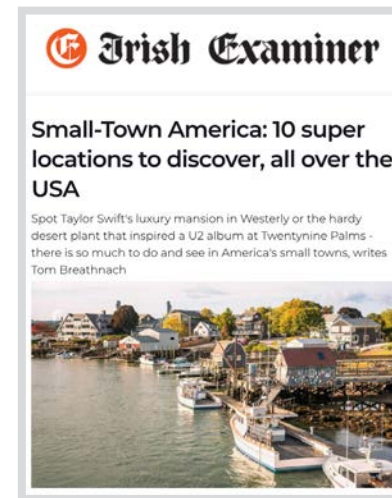 Irish Examiner
Small-Town America: 10 super
locations to discover, all over the
USA
Spot Taylor Swift's luxury mansion in Westerly or the hardy
desert plant that inspired a U2 album at Twentynine Palms -
there is so much to do and see in America's small towns, writes
Tom Breathnach